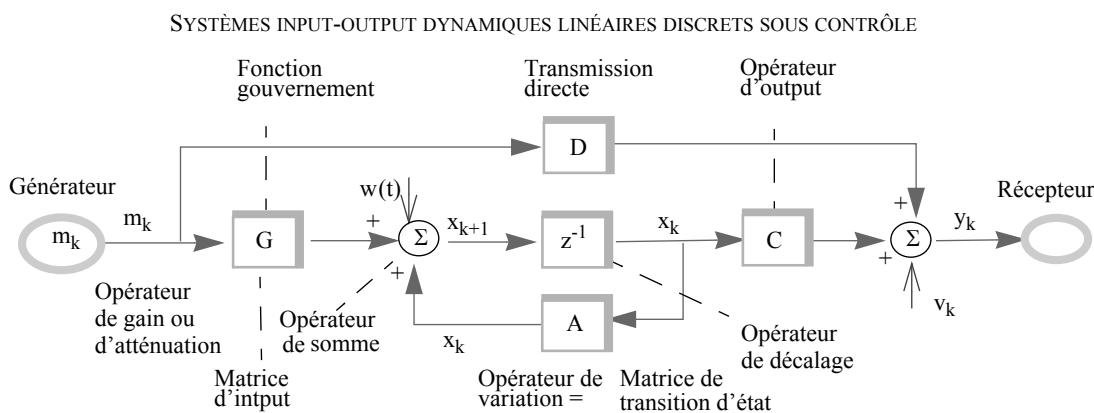 SYSTÈMES INPUT-OUTPUT DYNAMIQUES LINÉAIRES DISCRETS SOUS CONTRÔLE
Fonction
gouvernement
Transmission
directe
Opérateur
d'output
D
Générateur
w(t)
Récepteur
m_k
m_k
G
+
Σ
x_{k+1}
z^{-1}
x_k
C
+
Σ
y_k
+
+
Opérateur
de gain ou
d'atténuation
Opérateur
de somme
x_k
A
v_k
Opérateur
de décalage
Matrice
d'intput
Opérateur de
variation =
Matrice de
transition d'état